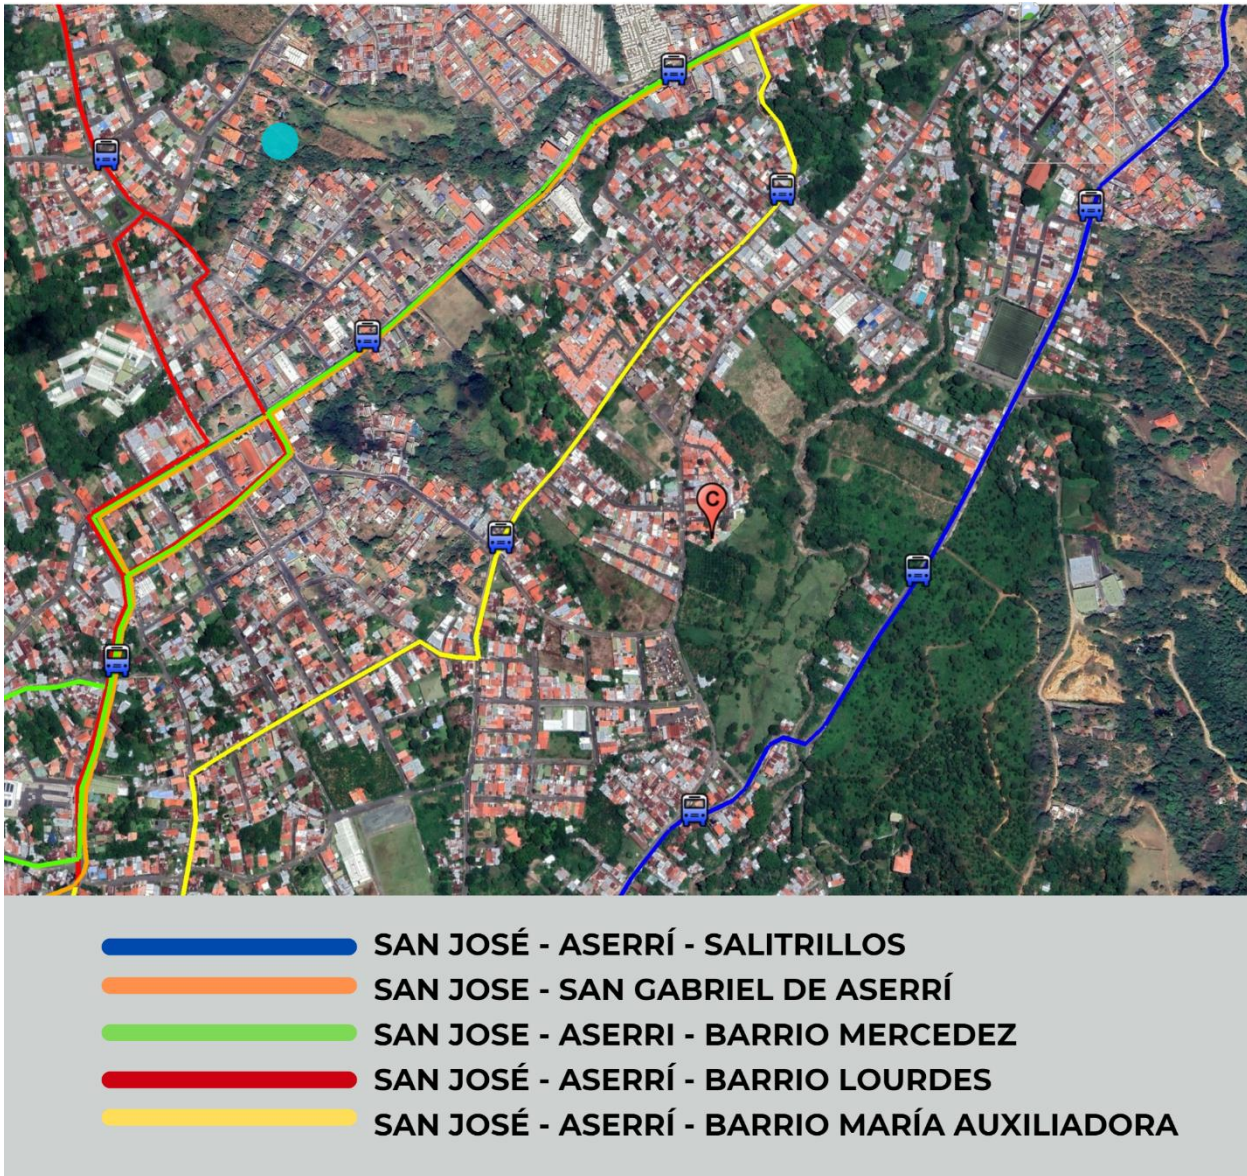 C
SAN JOSÉ - ASERRÍ - SALITRILLOS
SAN JOSE - SAN GABRIEL DE ASERRÍ
SAN JOSE - ASERRI - BARRIO MERCEDEZ
SAN JOSÉ - ASERRÍ - BARRIO LOURDES
SAN JOSÉ - ASERRÍ - BARRIO MARÍA AUXILIADORA